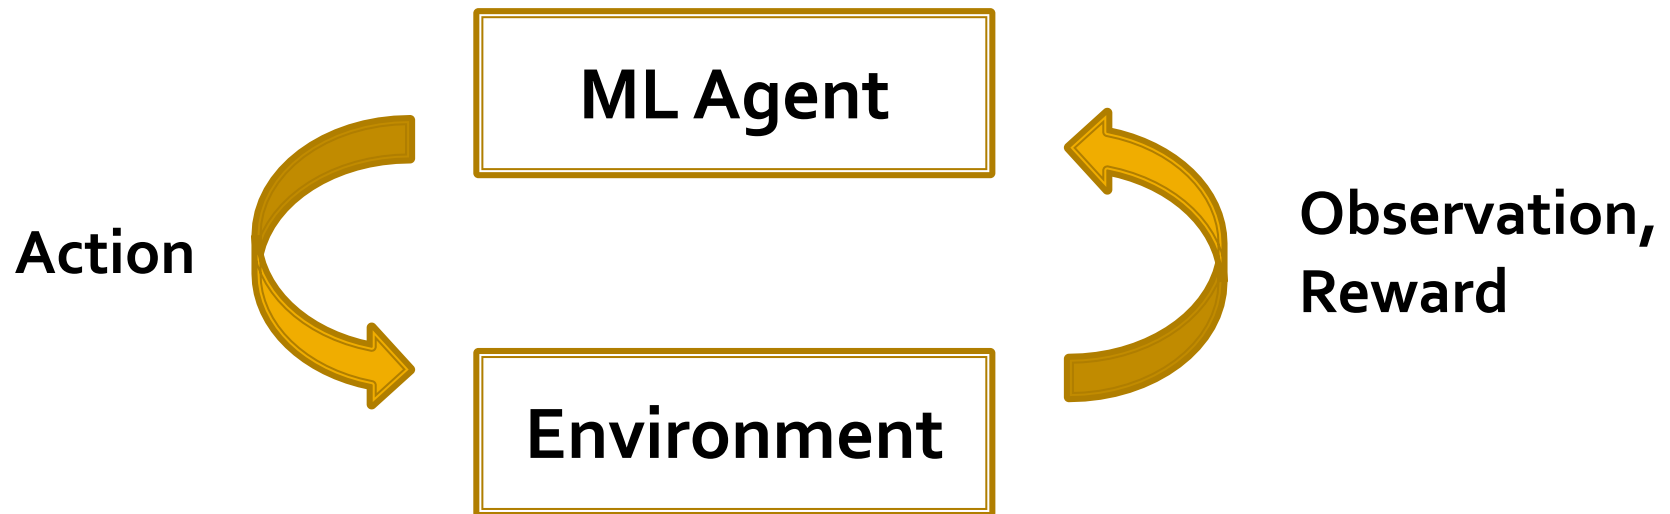 ML Agent
Action
Observation,
Reward
Environment